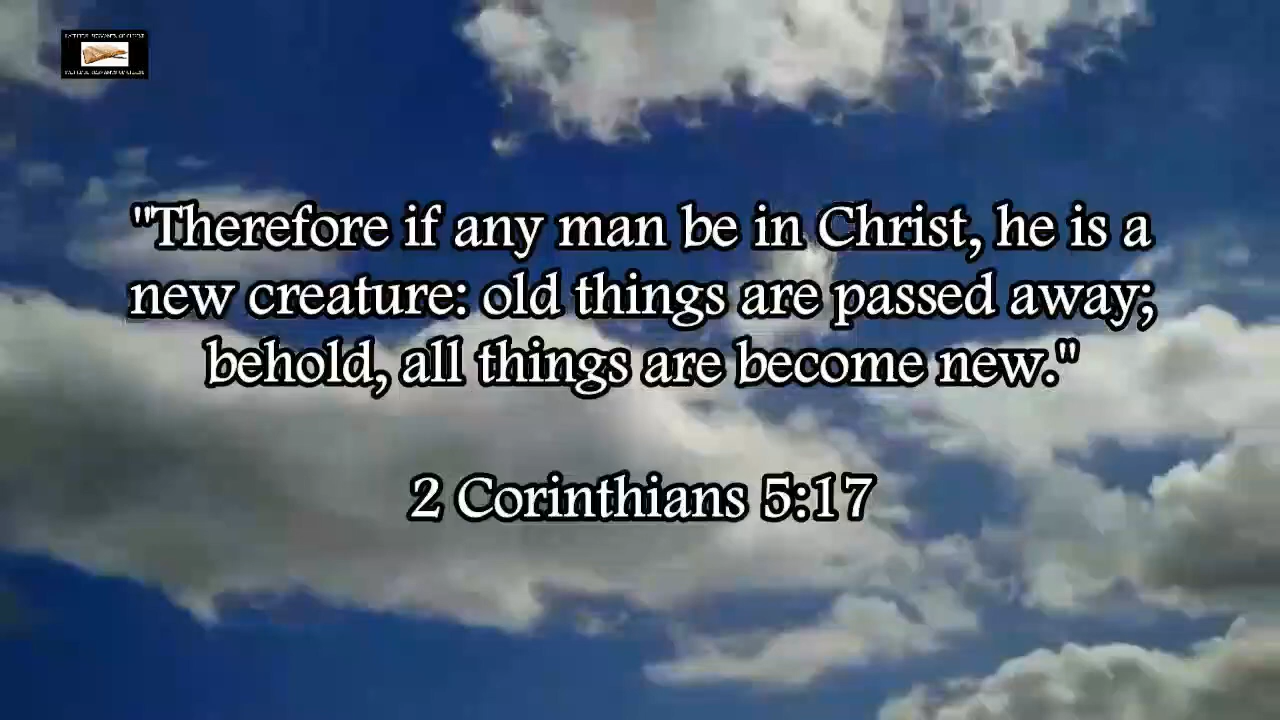 "Therefore if any man be in Christ, he is a
new creature: old things are passed away;
behold, all things are become new."
2 Corinthians 5:17